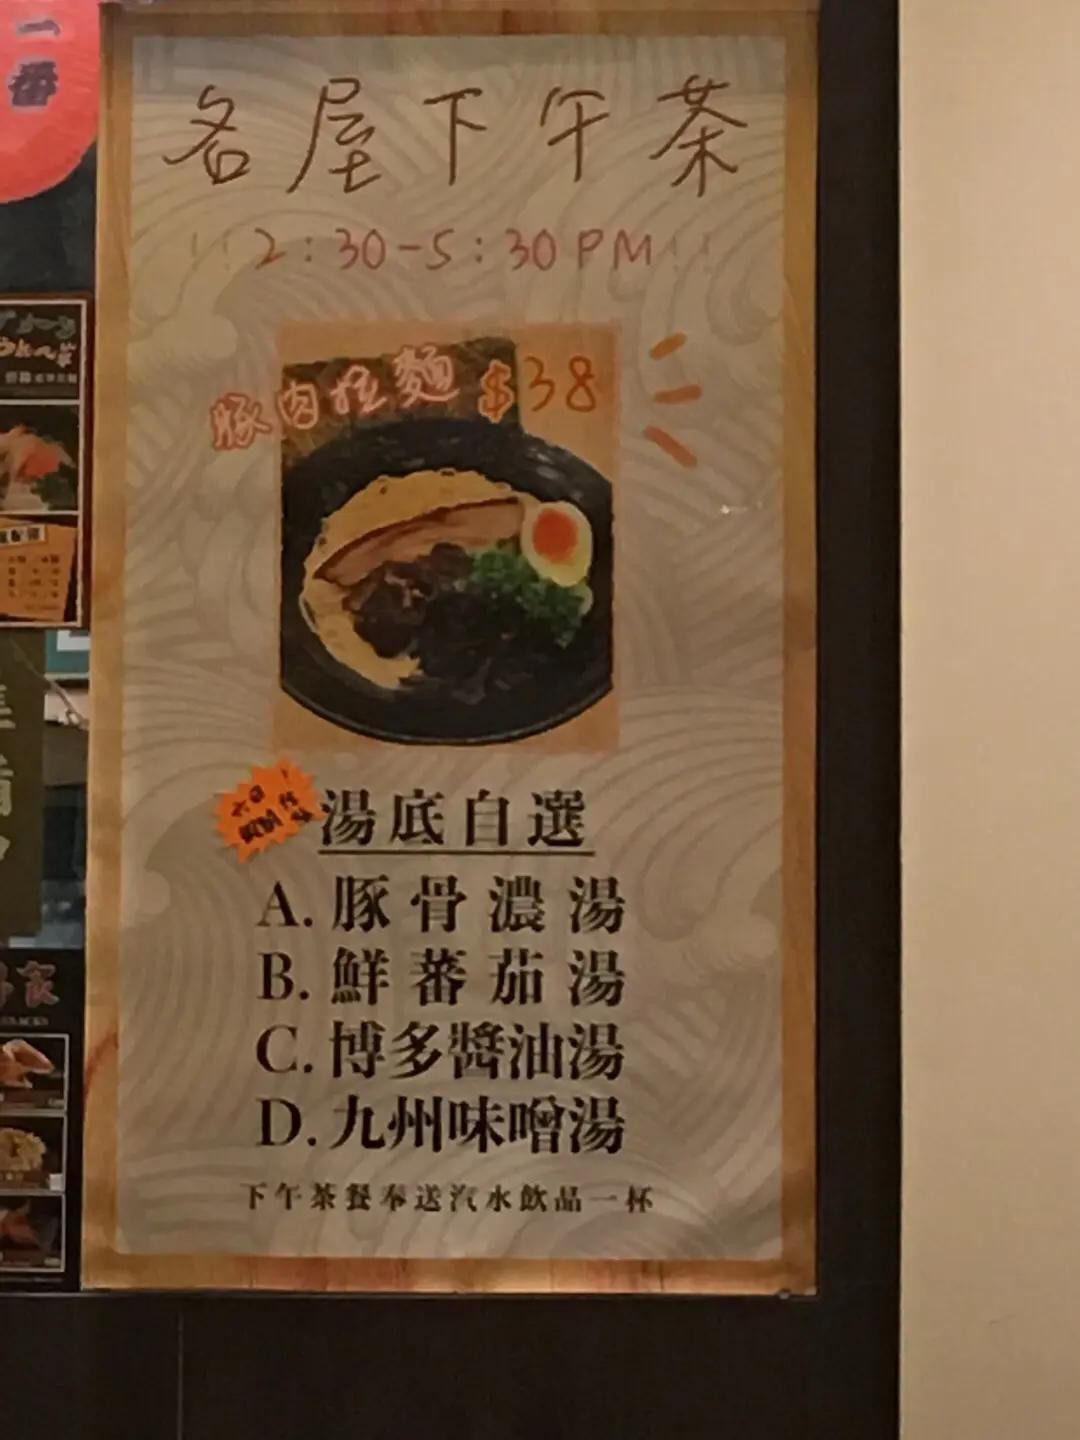 一番
名屋下午茶
!!2:30-5:30PM!!
豚肉拉麵 $38
湯底自選
A.豚骨濃湯
B.鮮蕃茄湯
C.博多醬油湯
D.九州味噌湯
下午茶餐奉送汽水飲品一杯